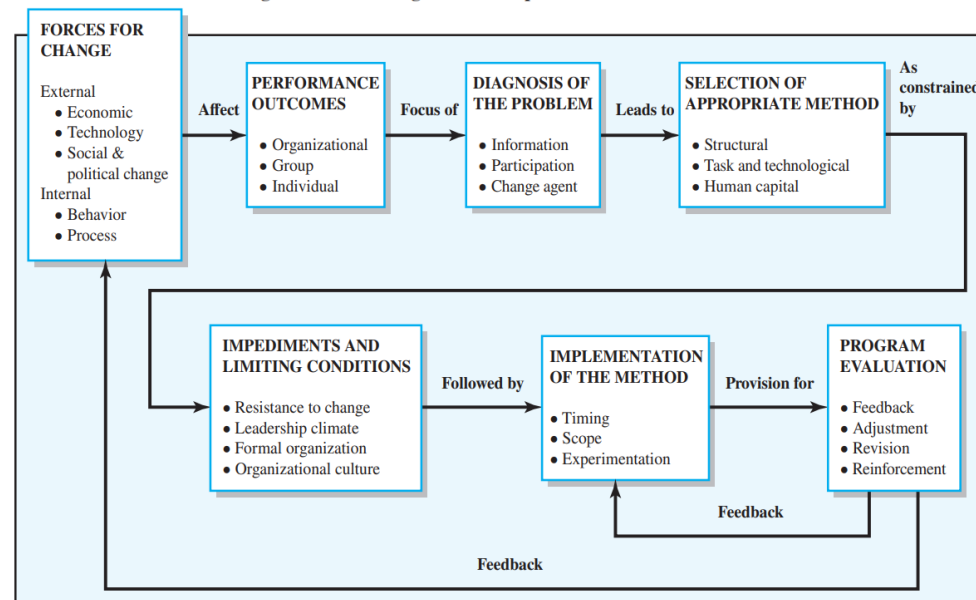 FORCES FOR
CHANGE
External
• Economic
• Technology
• Social &
political change
Internal
• Behavior
• Process
Affect
PERFORMANCE
OUTCOMES
• Organizational
• Group
• Individual
Focus of
DIAGNOSIS OF
THE PROBLEM
• Information
• Participation
• Change agent
Leads to
SELECTION OF
APPROPRIATE METHOD
• Structural
• Task and technological
• Human capital
As
constrained
by
IMPEDIMENTS AND
LIMITING CONDITIONS
• Resistance to change
• Leadership climate
• Formal organization
• Organizational culture
Followed by
IMPLEMENTATION
OF THE METHOD
• Timing
• Scope
• Experimentation
Provision for
PROGRAM
EVALUATION
• Feedback
• Adjustment
• Revision
• Reinforcement
Feedback
Feedback